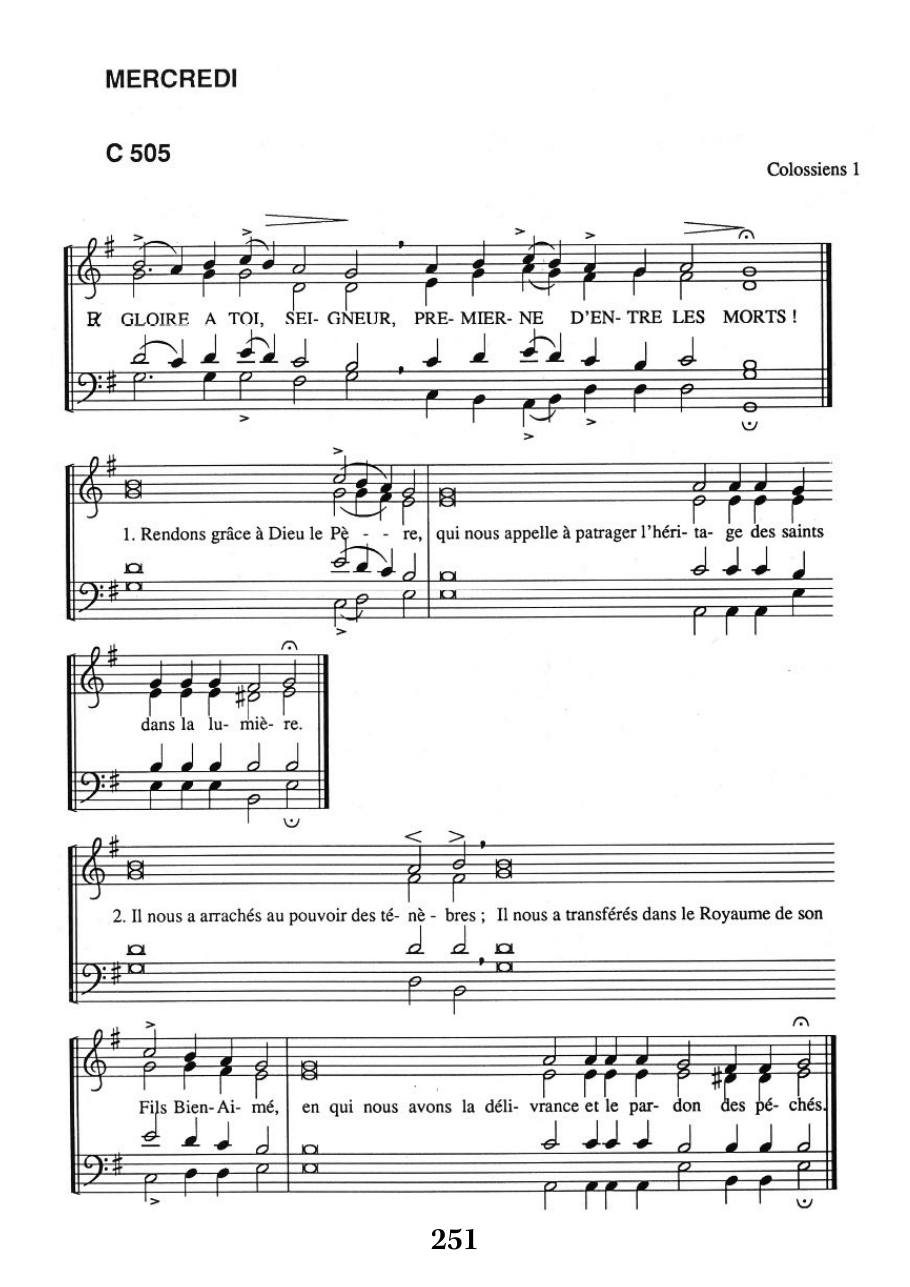 MERCREDI
C 505
Colossiens 1
℟ GLOIRE A TOI, SEI- GNEUR, PRE- MIER- NE D'EN- TRE LES MORTS !
1. Rendons grâce à Dieu le Pè - - re, qui nous appelle à patrager l'héri- ta- ge des saints
dans la lu- miè- re.
2. Il nous a arrachés au pouvoir des té- nè - bres ; Il nous a transférés dans le Royaume de son
Fils Bien- Ai- mé, en qui nous avons la déli- vrance et le par- don des pé- chés.
251